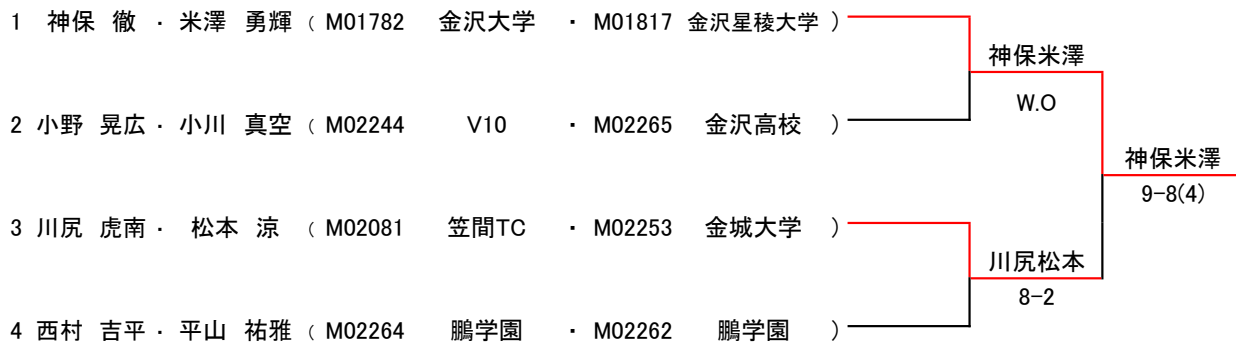 1 神保 徹 ・ 米澤 勇輝 ( M01782 金沢大学 ・ M01817 金沢星稜大学 )
神保米澤
W.O
2 小野 晃広 ・ 小川 真空 ( M02244 V10 ・ M02265 金沢高校 )
神保米澤
9-8(4)
3 川尻 虎南 ・ 松本 涼 ( M02081 笠間TC ・ M02253 金城大学 )
川尻松本
8-2
4 西村 吉平 ・ 平山 祐雅 ( M02264 鵬学園 ・ M02262 鵬学園 )